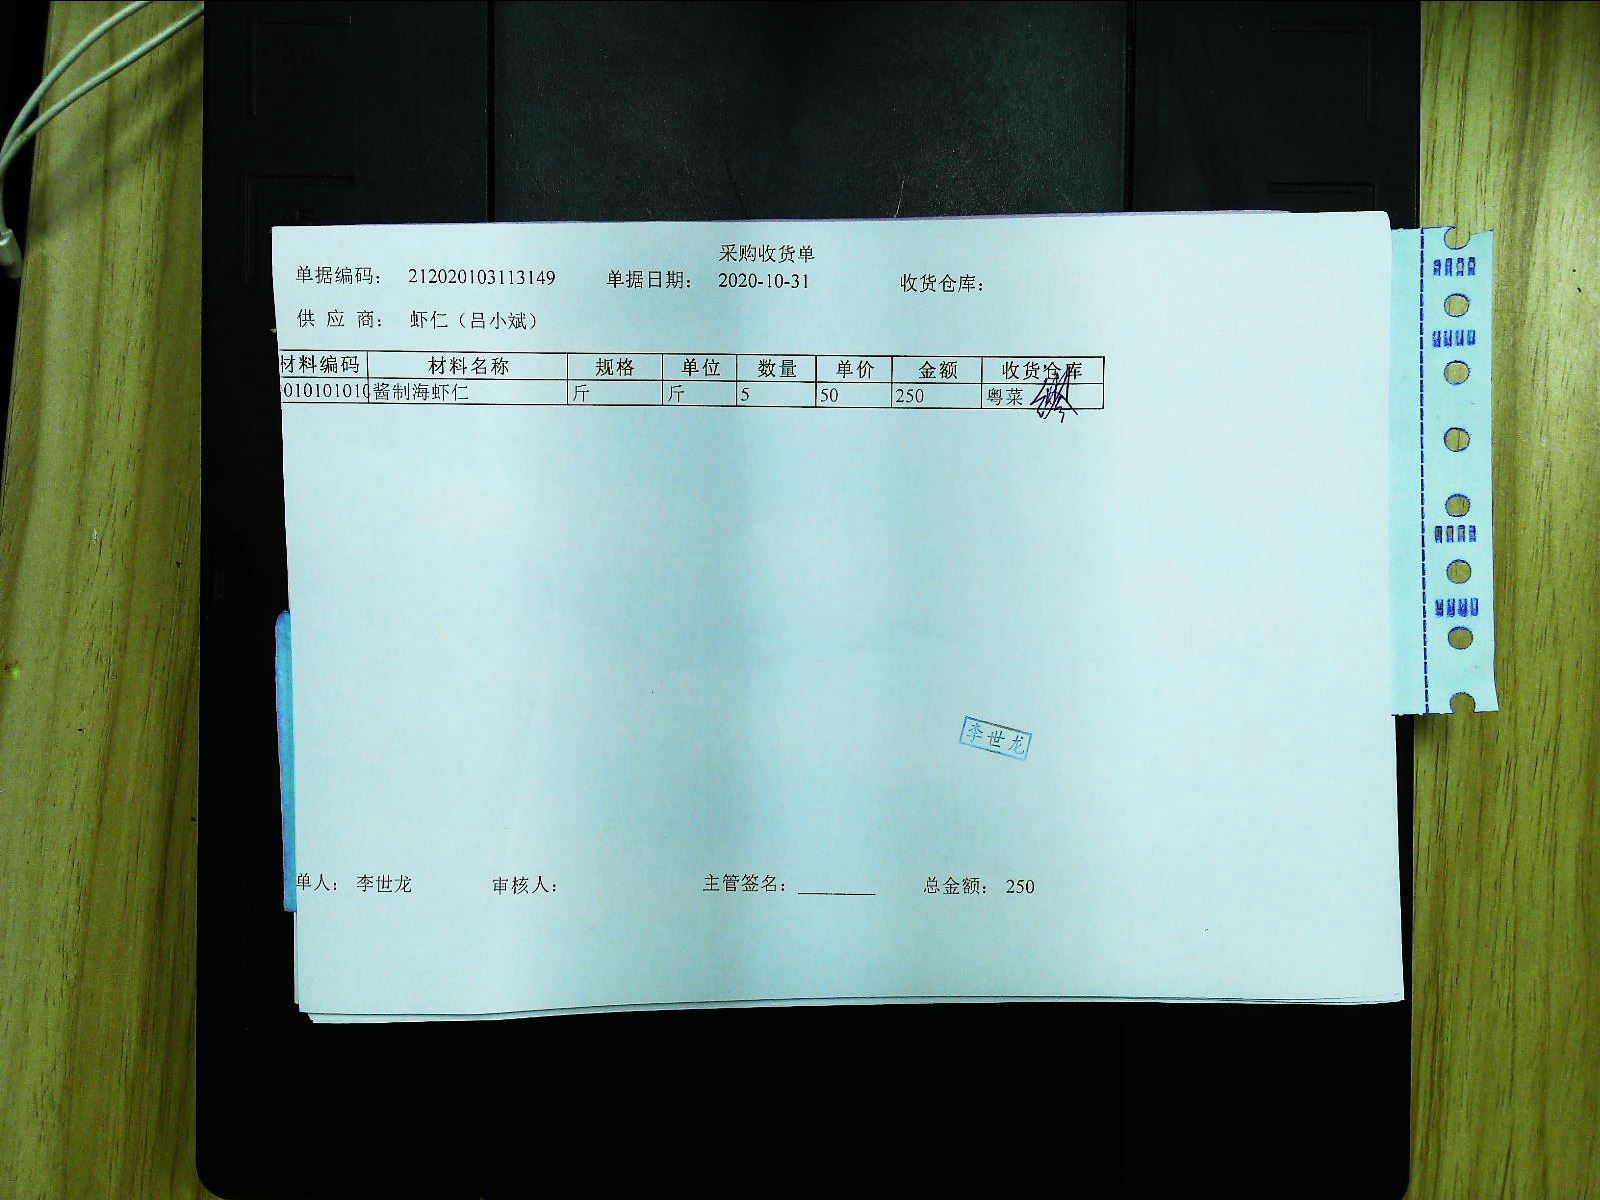 采购收货单
单据编码： 212020103113149 单据日期： 2020-10-31 收货仓库：
供 应 商： 虾仁（吕小斌）
材料编码 材料名称 规格 单位 数量 单价 金额 收货仓库
010101010 酱制海虾仁 斤 斤 5 50 250 粤菜
李世龙
单人： 李世龙 审核人： 主管签名： 总金额： 250